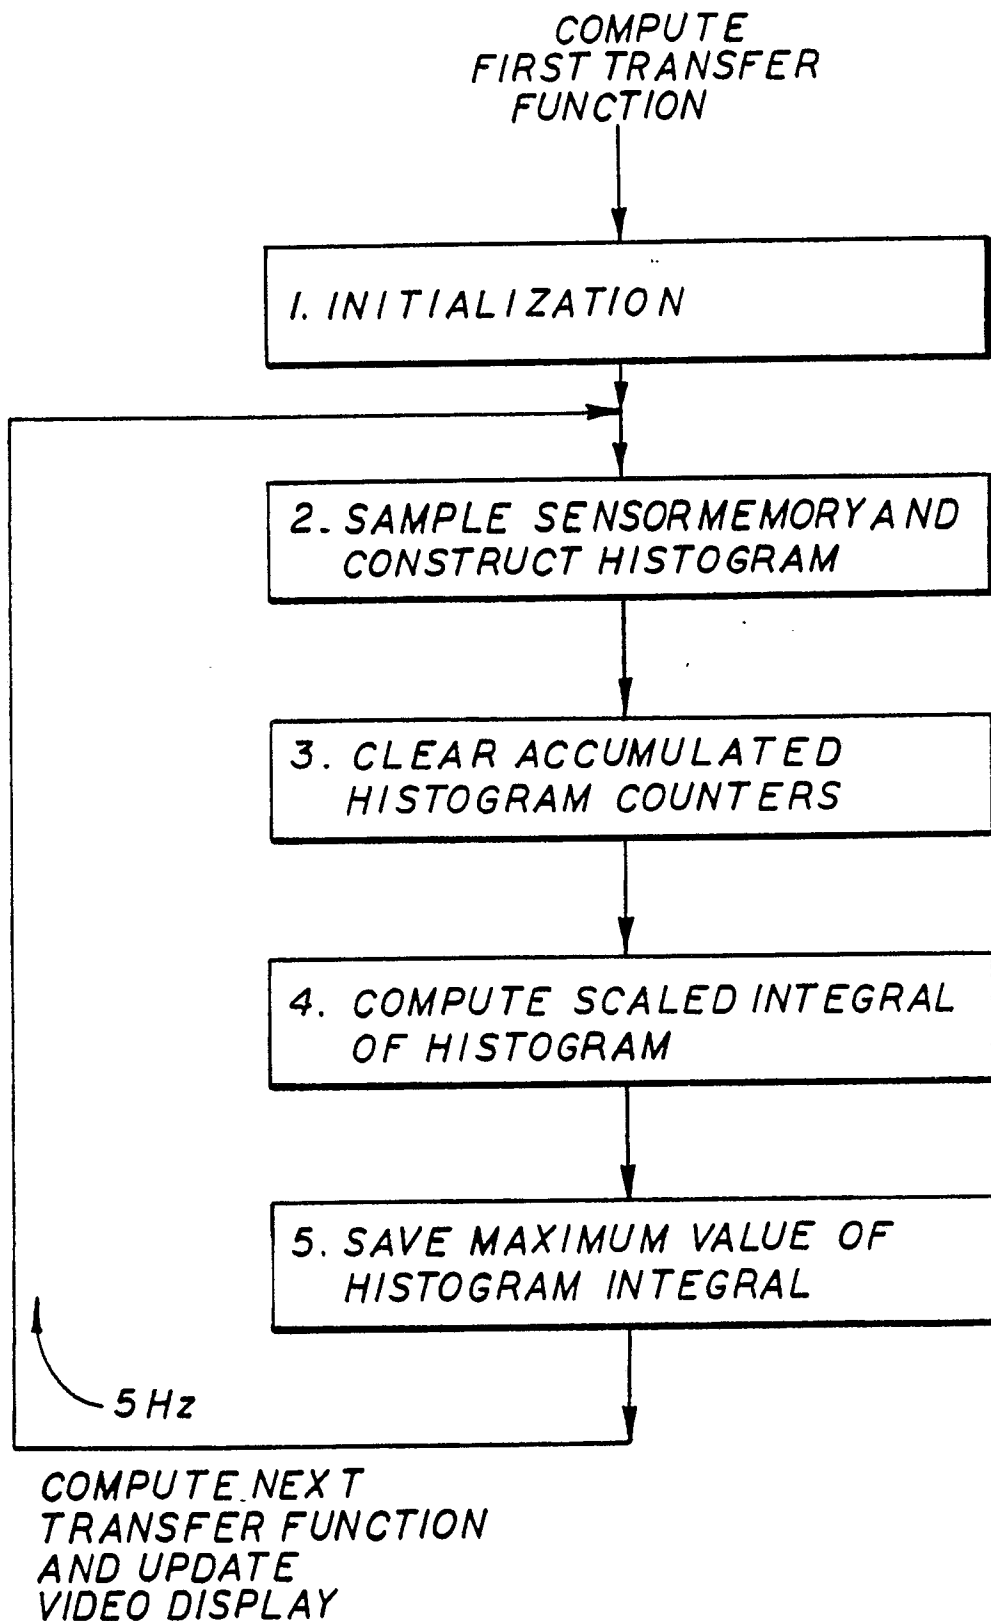 COMPUTE
FIRST TRANSFER
FUNCTION
1. INITIALIZATION
2. SAMPLE SENSOR MEMORY AND
CONSTRUCT HISTOGRAM
3. CLEAR ACCUMULATED
HISTOGRAM COUNTERS
4. COMPUTE SCALED INTEGRAL
OF HISTOGRAM
5. SAVE MAXIMUM VALUE OF
HISTOGRAM INTEGRAL
5 Hz
COMPUTE NEXT
TRANSFER FUNCTION
AND UPDATE
VIDEO DISPLAY